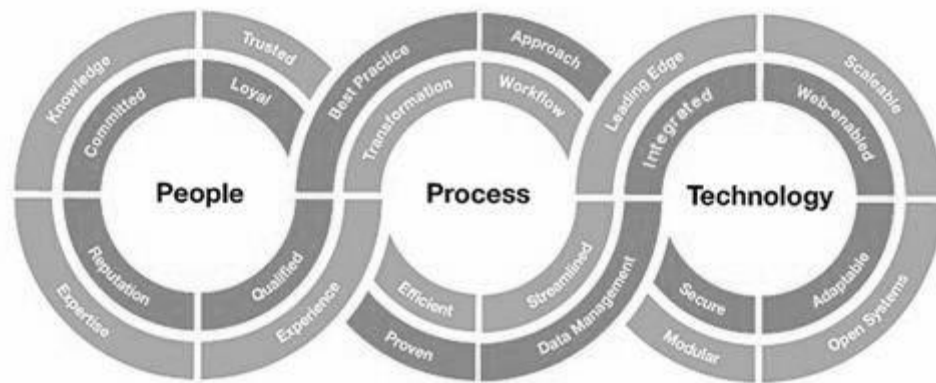 Knowledge
Trusted
Committed
Loyal
People
Reputation
Qualified
Expertise
Experience
Best Practice
Approach
Transformation
Workflow
Process
Efficient
Streamlined
Proven
Data Management
Leading Edge
Scaleable
Integrated
Web-enabled
Technology
Secure
Adaptable
Modular
Open Systems